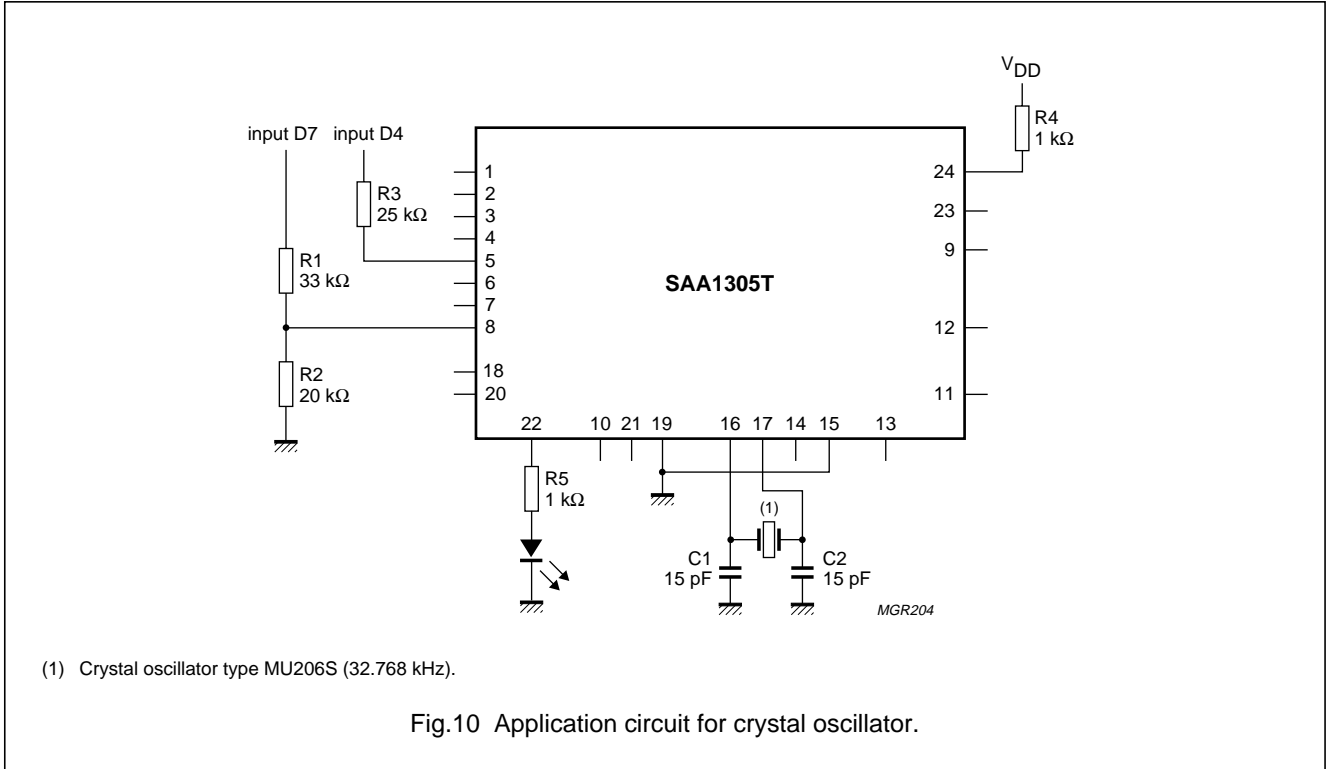 V DD
R4
1 kΩ
input D7 input D4
R3
25 kΩ
R1
33 kΩ
R2
20 kΩ
1
2
3
4
5
6
7
8
18
20
SAA1305T
24
23
9
12
11
22 10 21 19 16 17 14 15 13
R5
1 kΩ
(1)
C1
15 pF
C2
15 pF
MGR204
(1) Crystal oscillator type MU206S (32.768 kHz).
Fig.10 Application circuit for crystal oscillator.